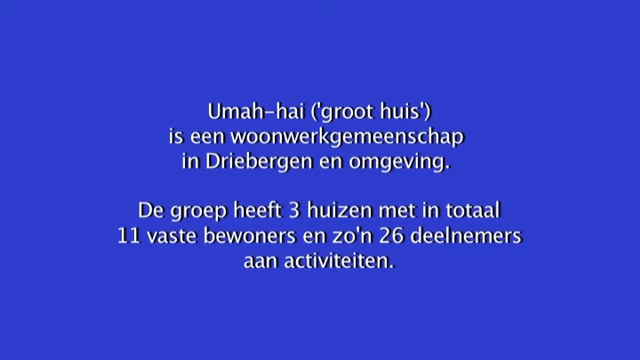 Umah-hai ('groot huis')
is een woonwerkgemeenschap
in Driebergen en omgeving.
De groep heeft 3 huizen met in totaal
11 vaste bewoners en zo'n 26 deelnemers
aan activiteiten.